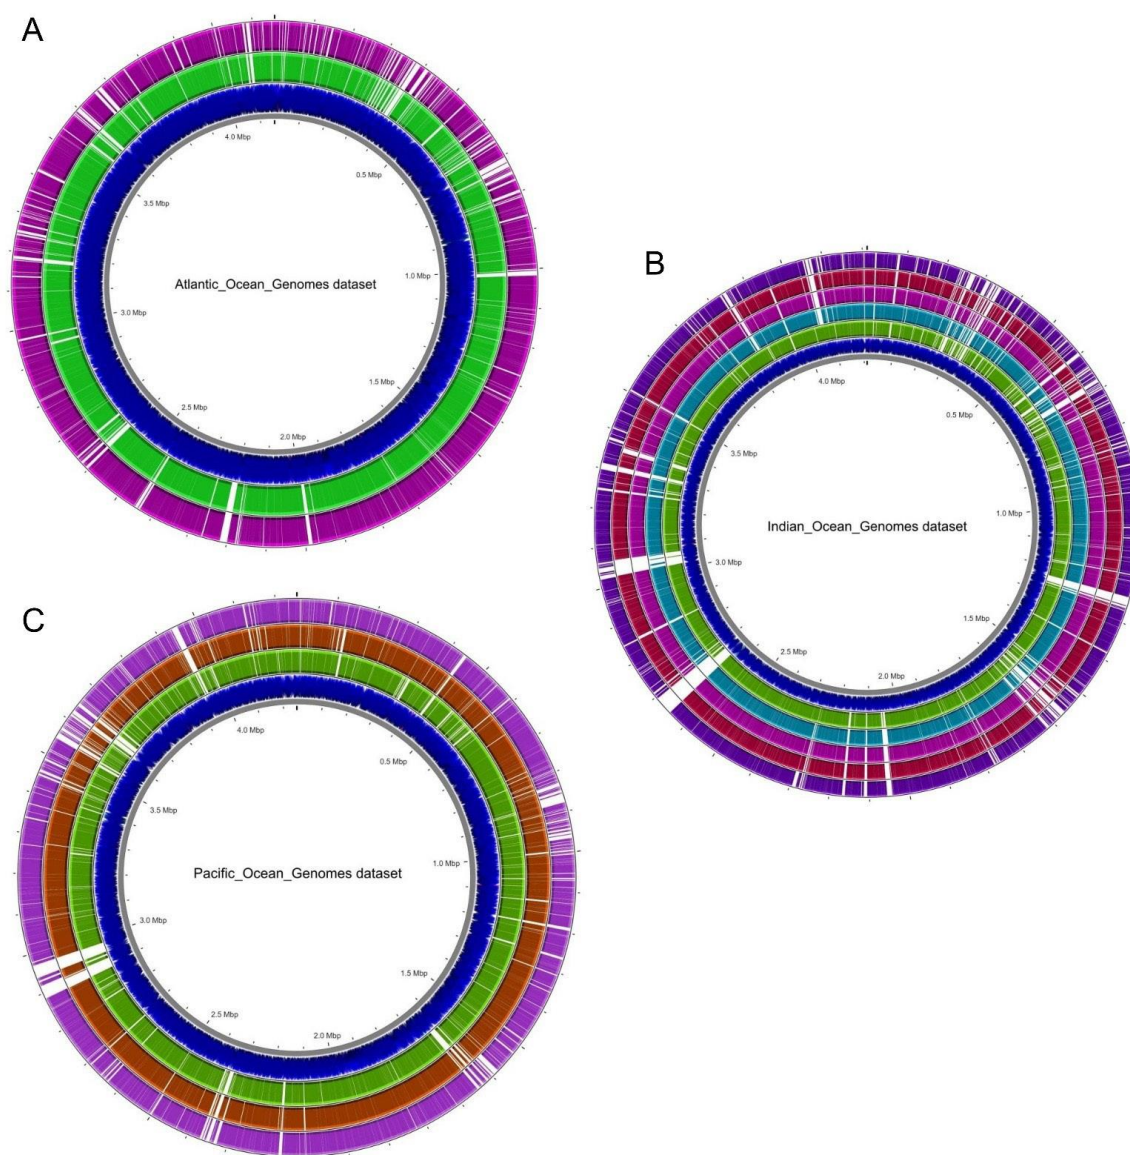 A
4.0 Mbp
0.5 Mbp
3.5 Mbp
1.0 Mbp
Atlantic_Ocean_Genomes dataset
3.0 Mbp
1.5 Mbp
2.5 Mbp
2.0 Mbp
B
4.0 Mbp
0.5 Mbp
3.5 Mbp
1.0 Mbp
Indian_Ocean_Genomes dataset
3.0 Mbp
1.5 Mbp
2.5 Mbp
2.0 Mbp
C
4.0 Mbp
0.5 Mbp
3.5 Mbp
1.0 Mbp
Pacific_Ocean_Genomes dataset
3.0 Mbp
1.5 Mbp
2.5 Mbp
2.0 Mbp